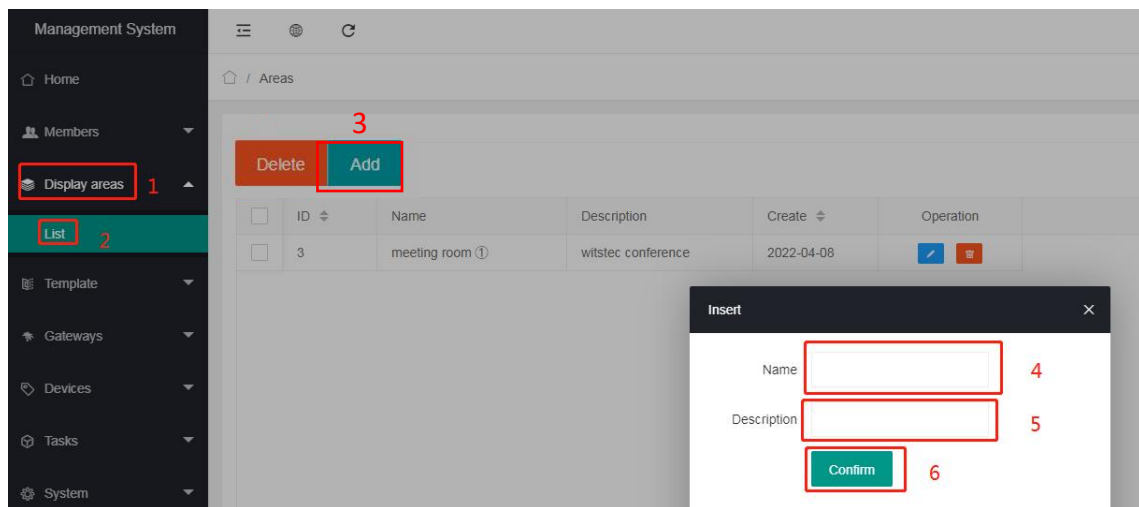 Management System
Home
/ Areas
Members
3
Delete Add
Display areas 1
ID Name Description Create Operation
List 2
3 meeting room ① witstec conference 2022-04-08
Template
Insert
Gateways
Name 4
Devices
Description 5
Tasks
Confirm 6
System